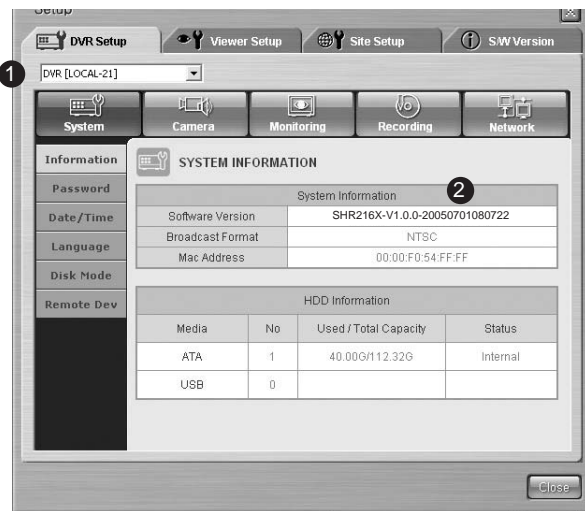 Setup
DVR Setup
Viewer Setup
Site Setup
S/W Version
1
DVR [LOCAL-21]
System
Camera
Monitoring
Recording
Network
Information
Password
Date/Time
Language
Disk Mode
Remote Dev
SYSTEM INFORMATION
System Information
2
Software Version
SHR216X-V1.0.0-20050701080722
Broadcast Format
NTSC
Mac Address
00:00:F0:54:FF:FF
HDD Information
Media No Used / Total Capacity Status
ATA 1 40.00G/112.32G Internal
USB 0
Close